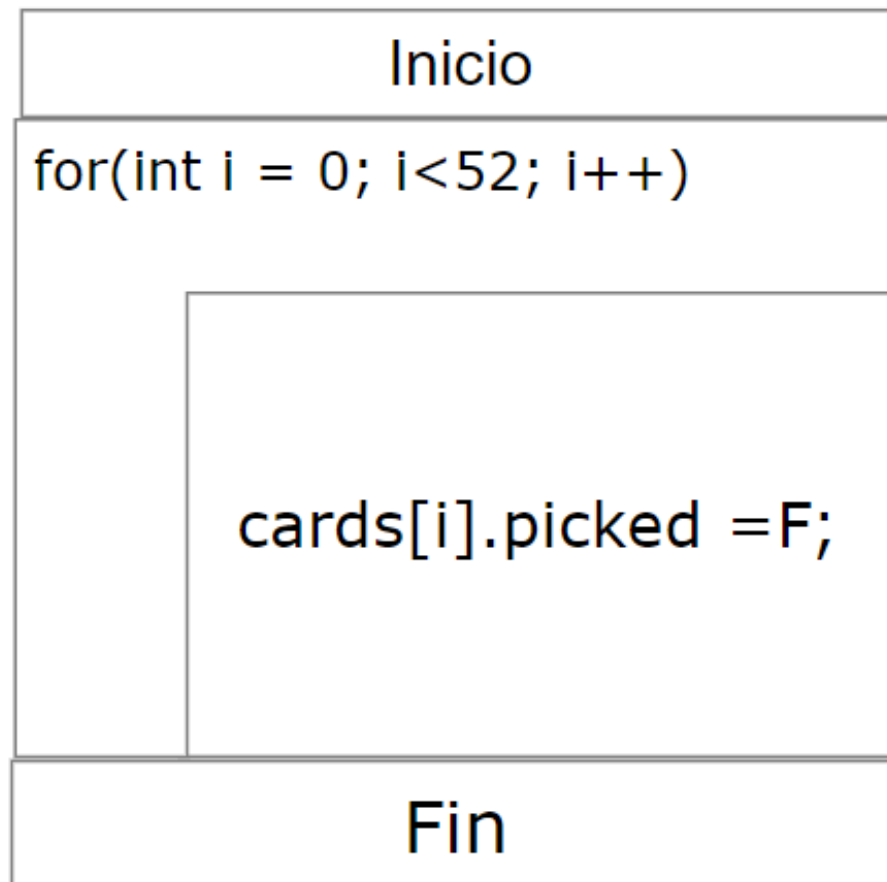 Inicio
for(int i = 0; i<52; i++)
cards[i].picked =F;
Fin